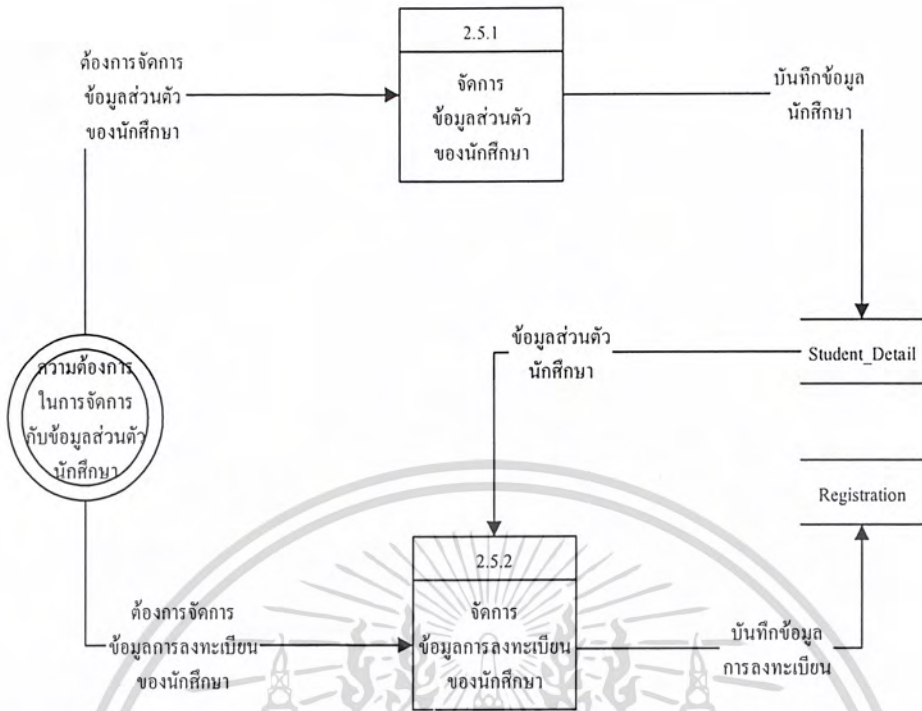 2.5.1
ต้องการจัดการ
ข้อมูลส่วนตัว
ของนักศึกษา
จัดการ
ข้อมูลส่วนตัว
ของนักศึกษา
บันทึกข้อมูล
นักศึกษา
ความต้องการ
ในการจัดการ
กับข้อมูลส่วนตัว
นักศึกษา
ข้อมูลส่วนตัว
นักศึกษา
Student_Detail
Registration
2.5.2
ต้องการจัดการ
ข้อมูลการลงทะเบียน
ของนักศึกษา
จัดการ
ข้อมูลการลงทะเบียน
ของนักศึกษา
บันทึกข้อมูล
การลงทะเบียน